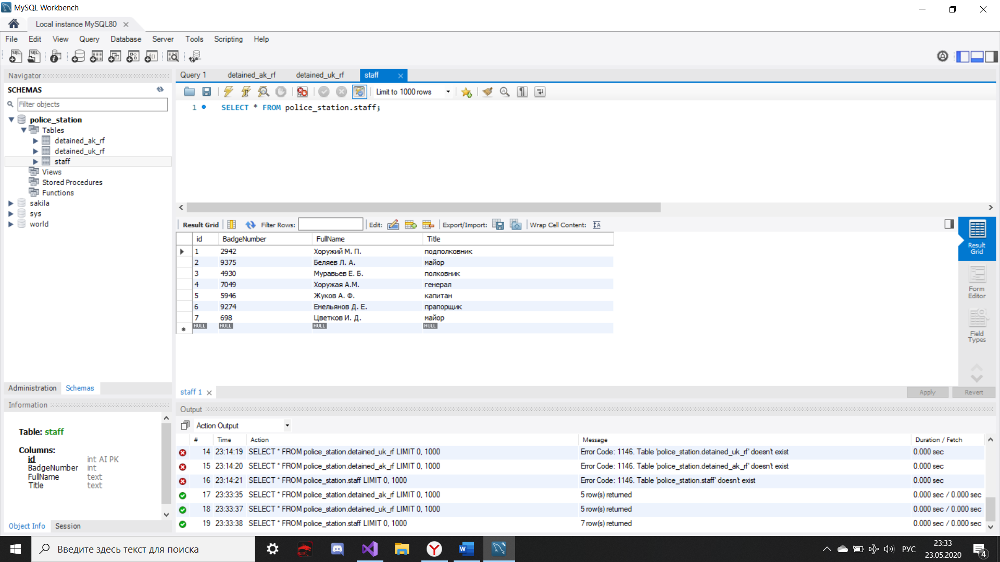 MySQL Workbench
Local instance MySQL80
File Edit View Query Database Server Tools Scripting Help
Navigator
SCHEMAS
Filter objects
police_station
Tables
detained_ak_rf
detained_uk_rf
staff
Views
Stored Procedures
Functions
sakila
sys
world
Administration Schemas
Information
Table: staff
Columns:
id int AI PK
BadgeNumber int
FullName text
Title text
Object Info Session
Query 1 detained_ak_rf detained_uk_rf staff
Limit to 1000 rows
1 SELECT * FROM police_station.staff;
Result Grid Filter Rows: Edit: Export/Import: Wrap Cell Content:
id BadgeNumber FullName Title
1 2942 Хоружий М. П. подполковник
2 9375 Беляев Л. А. майор
3 4930 Муравьев Е. Б. полковник
4 7049 Хоружая А.М. генерал
5 5946 Жуков А. Ф. капитан
6 9274 Емельянов Д. Е. прапорщик
7 698 Цветков И. Д. майор
NULL NULL NULL NULL
Result Grid
Form Editor
Field Types
staff 1
Apply Revert
Output
Action Output
# Time Action Message Duration / Fetch
14 23:14:19 SELECT * FROM police_station.detained_uk_rf LIMIT 0, 1000 Error Code: 1146. Table 'police_station.detained_uk_rf' doesn't exist 0.000 sec
15 23:14:20 SELECT * FROM police_station.detained_ak_rf LIMIT 0, 1000 Error Code: 1146. Table 'police_station.detained_ak_rf' doesn't exist 0.000 sec
16 23:14:21 SELECT * FROM police_station.staff LIMIT 0, 1000 Error Code: 1146. Table 'police_station.staff' doesn't exist 0.000 sec
17 23:33:35 SELECT * FROM police_station.detained_ak_rf LIMIT 0, 1000 5 row(s) returned 0.000 sec / 0.000 sec
18 23:33:37 SELECT * FROM police_station.detained_uk_rf LIMIT 0, 1000 5 row(s) returned 0.000 sec / 0.000 sec
19 23:33:38 SELECT * FROM police_station.staff LIMIT 0, 1000 7 row(s) returned 0.000 sec / 0.000 sec
Введите здесь текст для поиска
РУС
23:33
23.05.2020
4